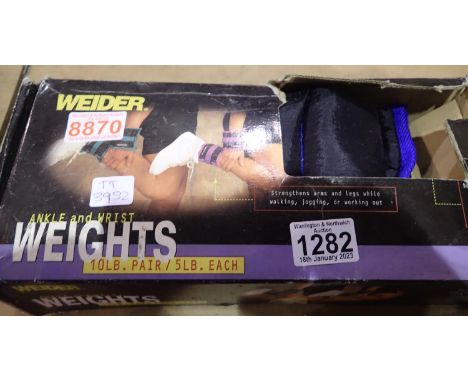 WEIDER®
8870
TT
3992
Strengthens arms and legs while
walking, jogging, or working out
ANKLE and WRIST
WEIGHTS
10LB. PAIR / 5LB. EACH
Warrington & Northwich
Auction
1282
18th January 2023
WEIGHTS